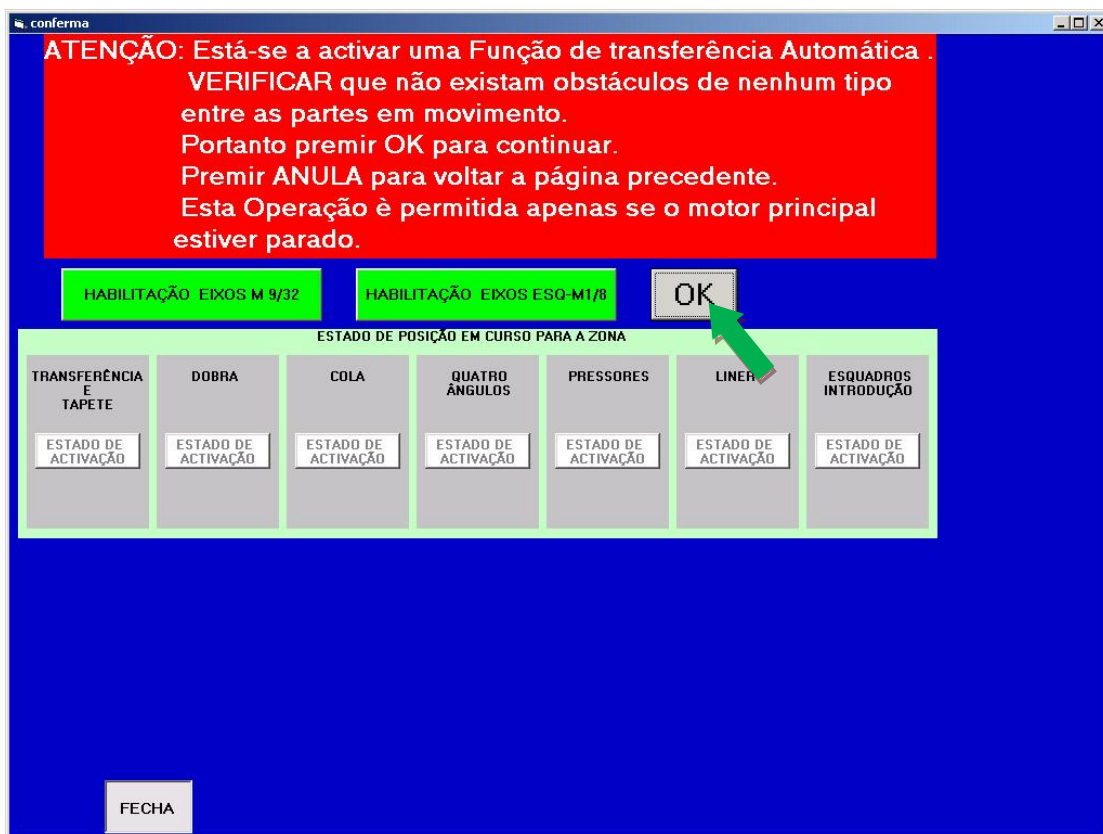 conferma
ATENÇÃO: Está-se a activar uma Função de transferência Automática .
VERIFICAR que não existam obstáculos de nenhum tipo
entre as partes em movimento.
Portanto premir OK para continuar.
Premir ANULA para voltar a página precedente.
Esta Operação è permitida apenas se o motor principal
estiver parado.
HABILITAÇÃO EIXOS M 9/32
HABILITAÇÃO EIXOS ESQ-M1/8
OK
ESTADO DE POSIÇÃO EM CURSO PARA A ZONA
TRANSFERÊNCIA
E
TAPETE
ESTADO DE
ACTIVAÇÃO
DOBRA
ESTADO DE
ACTIVAÇÃO
COLA
ESTADO DE
ACTIVAÇÃO
QUATRO
ÂNGULOS
ESTADO DE
ACTIVAÇÃO
PRESSORES
ESTADO DE
ACTIVAÇÃO
LINER
ESTADO DE
ACTIVAÇÃO
ESQUADROS
INTRODUÇÃO
ESTADO DE
ACTIVAÇÃO
FECHA